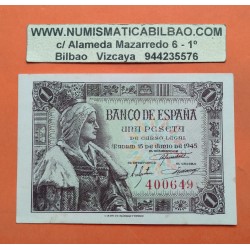 WWW.NUMISMATICABILBAO.COM
c/ Alameda Mazarredo 6 - 1º
Bilbao Vizcaya 944235576
BANCO DE ESPAÑA
UNA PESETA
DE CURSO LEGAL
MADRID 15 DE JUNIO DE 1945
400649